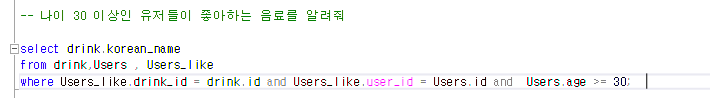 -- 나이 30 이상인 유저들이 좋아하는 음료를 알려줘
select drink.korean_name
from drink,Users , Users_like
where Users_like.drink_id = drink.id and Users_like.user_id = Users.id and  Users.age >= 30;